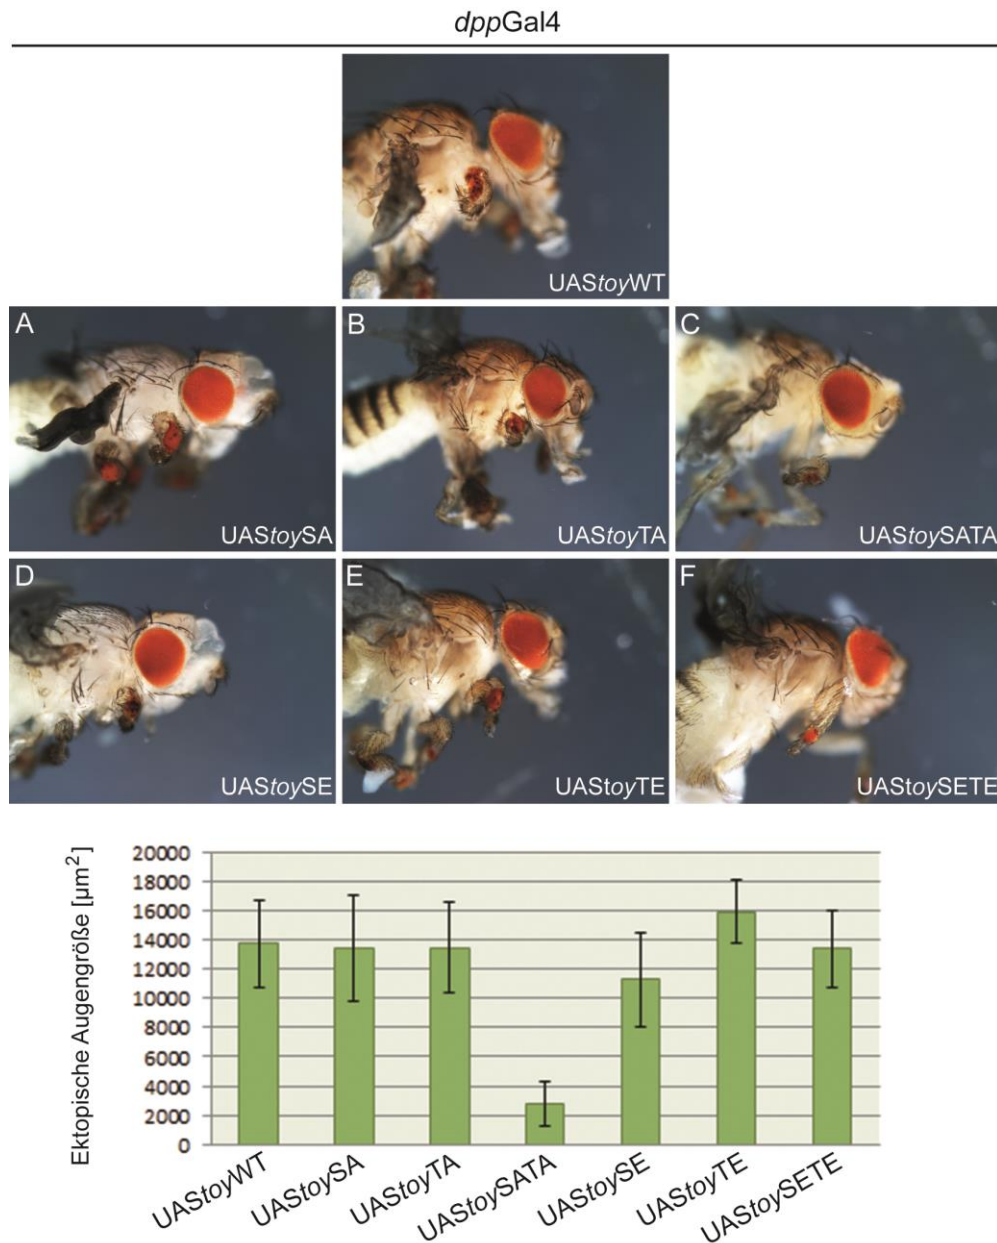 dppGal4
UAStoyWT
A
B
C
UAStoySA
UAStoyTA
UAStoySATA
D
E
F
UAStoySE
UAStoyTE
UAStoySETE
Ektopische Augengröße [µm²]
20000
18000
16000
14000
12000
10000
8000
6000
4000
2000
0
UAStoyWT
UAStoySA
UAStoyTA
UAStoySATA
UAStoySE
UAStoyTE
UAStoySETE